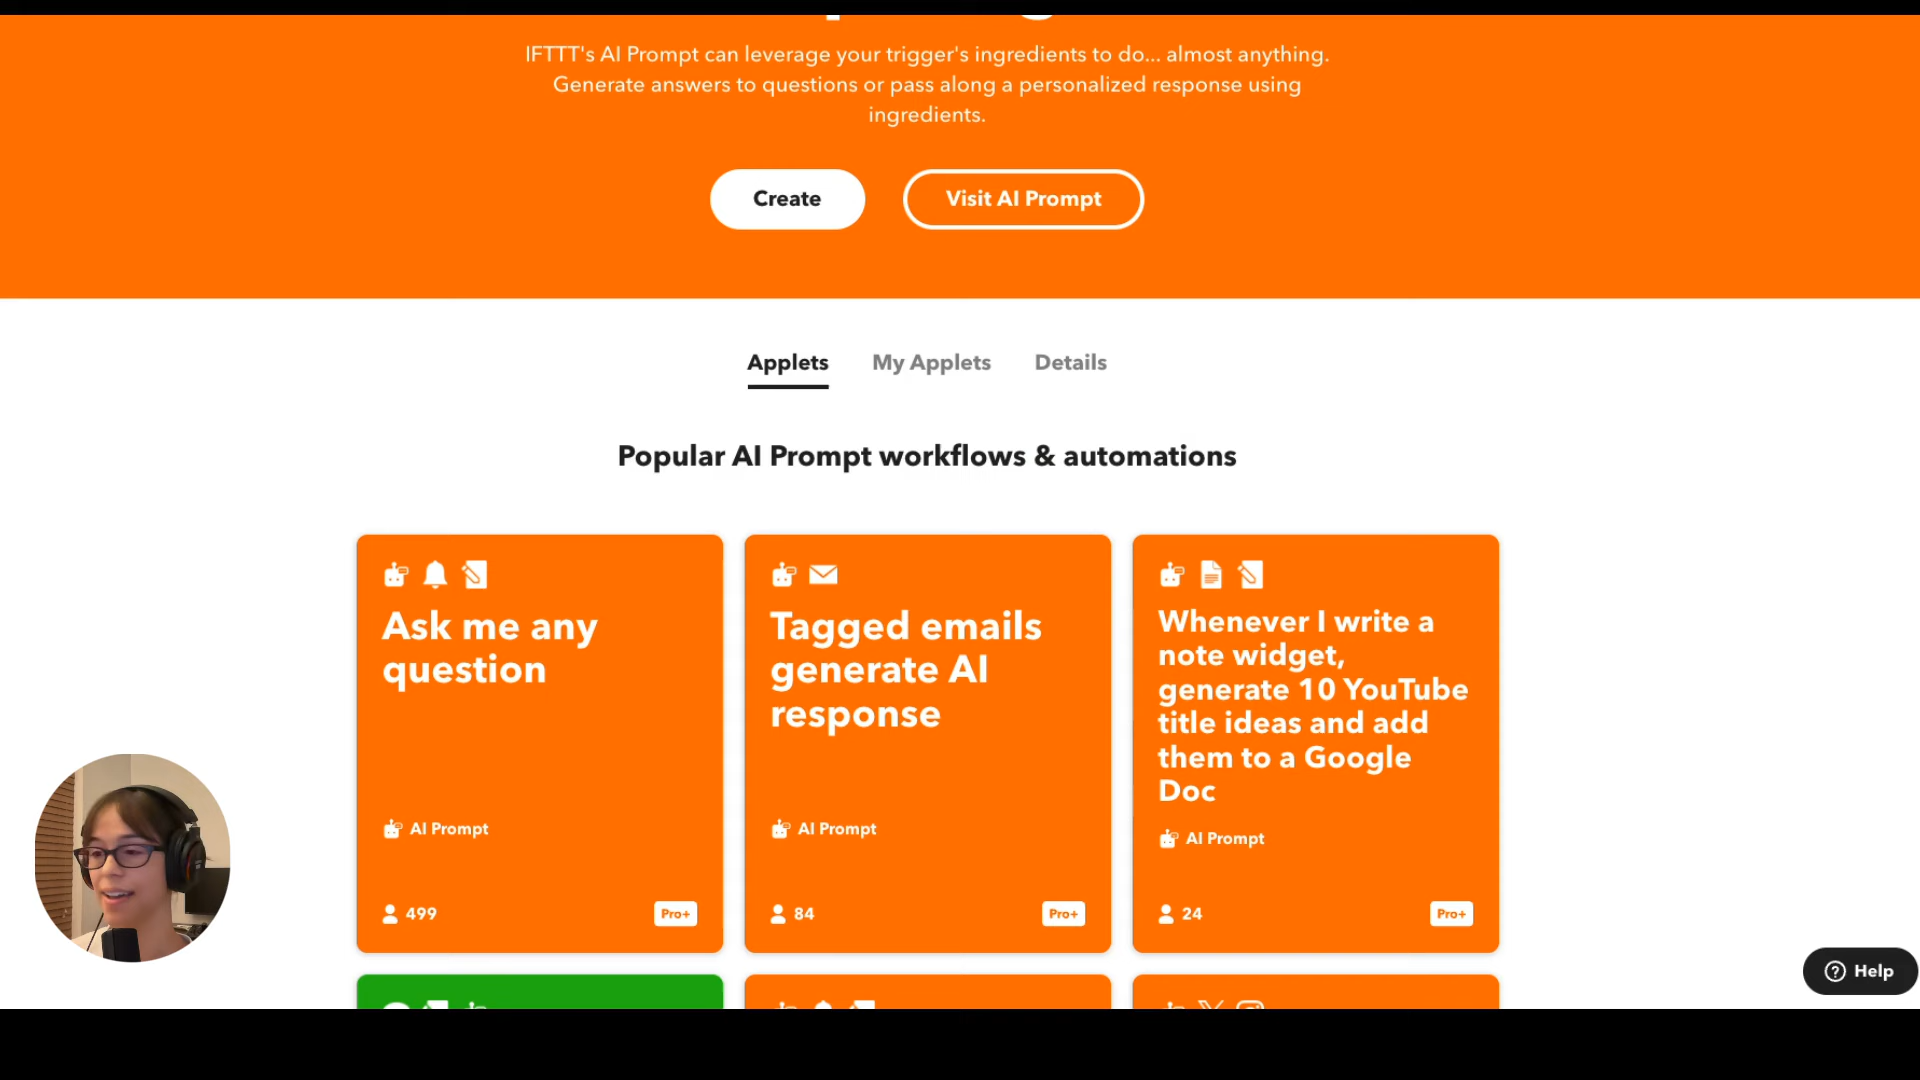 IFTTT's AI Prompt can leverage your trigger's ingredients to do... almost anything.
Generate answers to questions or pass along a personalized response using
ingredients.
Create
Visit AI Prompt
Applets
My Applets
Details
Popular AI Prompt workflows & automations
Ask me any
question
AI Prompt
499
Pro+
Tagged emails
generate AI
response
AI Prompt
84
Pro+
Whenever I write a
note widget,
generate 10 YouTube
title ideas and add
them to a Google
Doc
AI Prompt
24
Pro+
Help